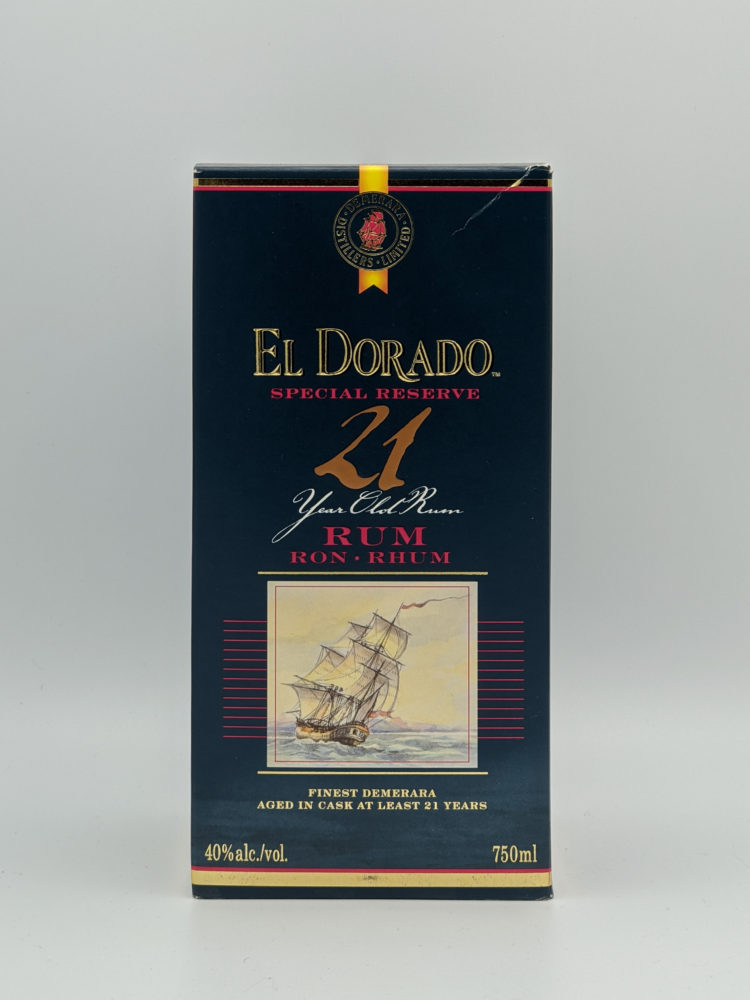 DEMERARA
DISTILLERS · LIMITED
EL DORADO™
SPECIAL RESERVE
21
Year Old Rum
RUM
RON · RHUM
FINEST DEMERARA
AGED IN CASK AT LEAST 21 YEARS
40%alc./vol.
750ml